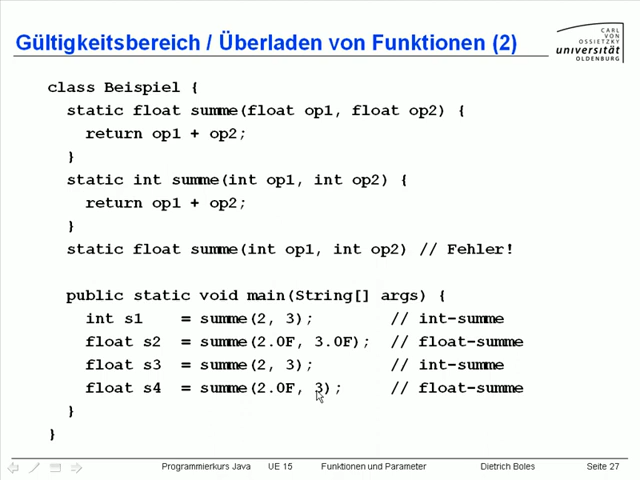 Gültigkeitsbereich / Überladen von Funktionen (2)
CARL
VON
OSSIETZKY
universität
OLDENBURG
class Beispiel {
static float summe(float op1, float op2) {
return op1 + op2;
}
static int summe(int op1, int op2) {
return op1 + op2;
}
static float summe(int op1, int op2) // Fehler!
public static void main(String[] args) {
int s1 = summe(2, 3); // int-summe
float s2 = summe(2.0F, 3.0F); // float-summe
float s3 = summe(2, 3); // int-summe
float s4 = summe(2.0F, 3); // float-summe
}
}
Programmierkurs Java UE 15 Funktionen und Parameter Dietrich Boles Seite 27